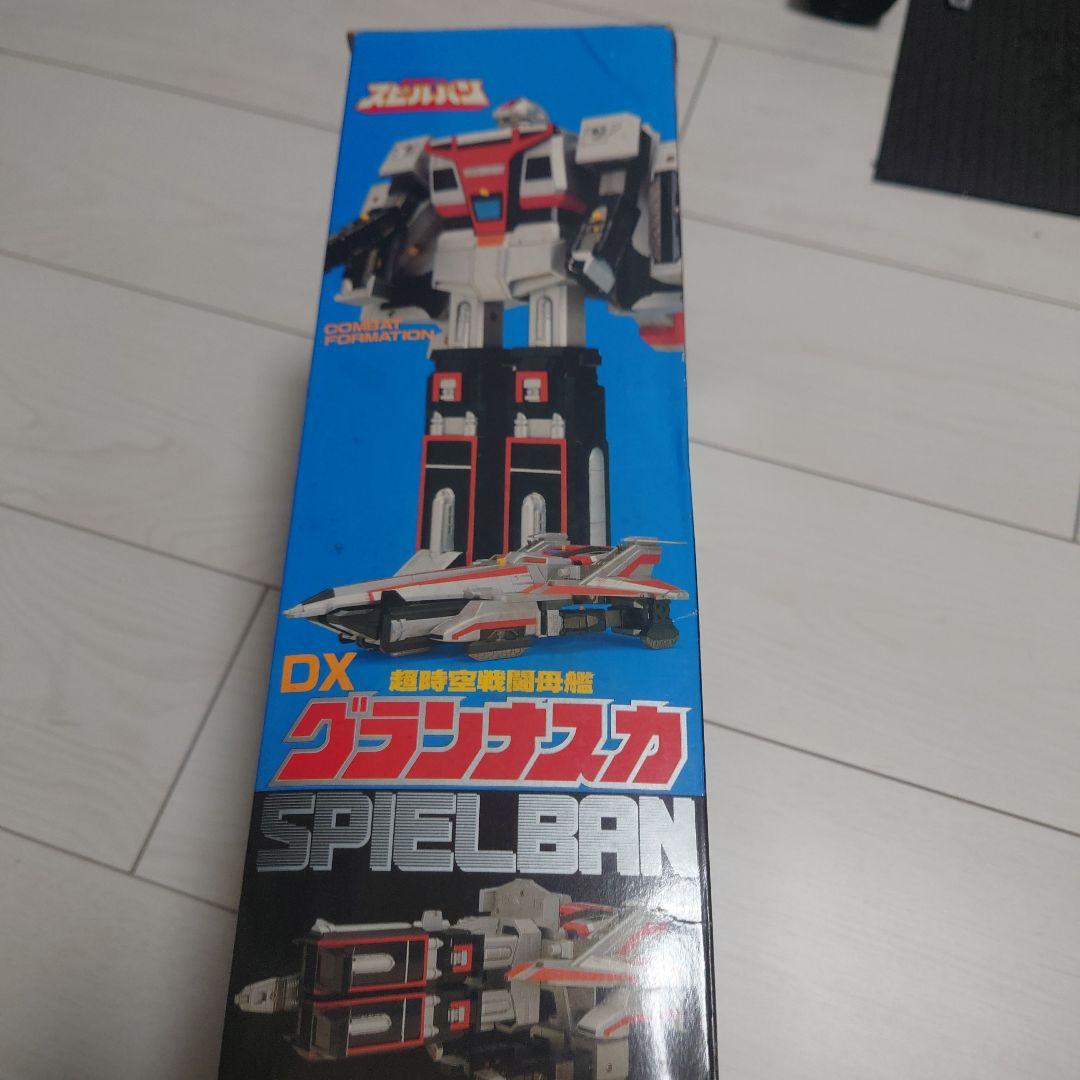 スピルバン
COMBAT
FORMATION
DX 超時空戦闘母艦
グランナスカ
SPIELBAN